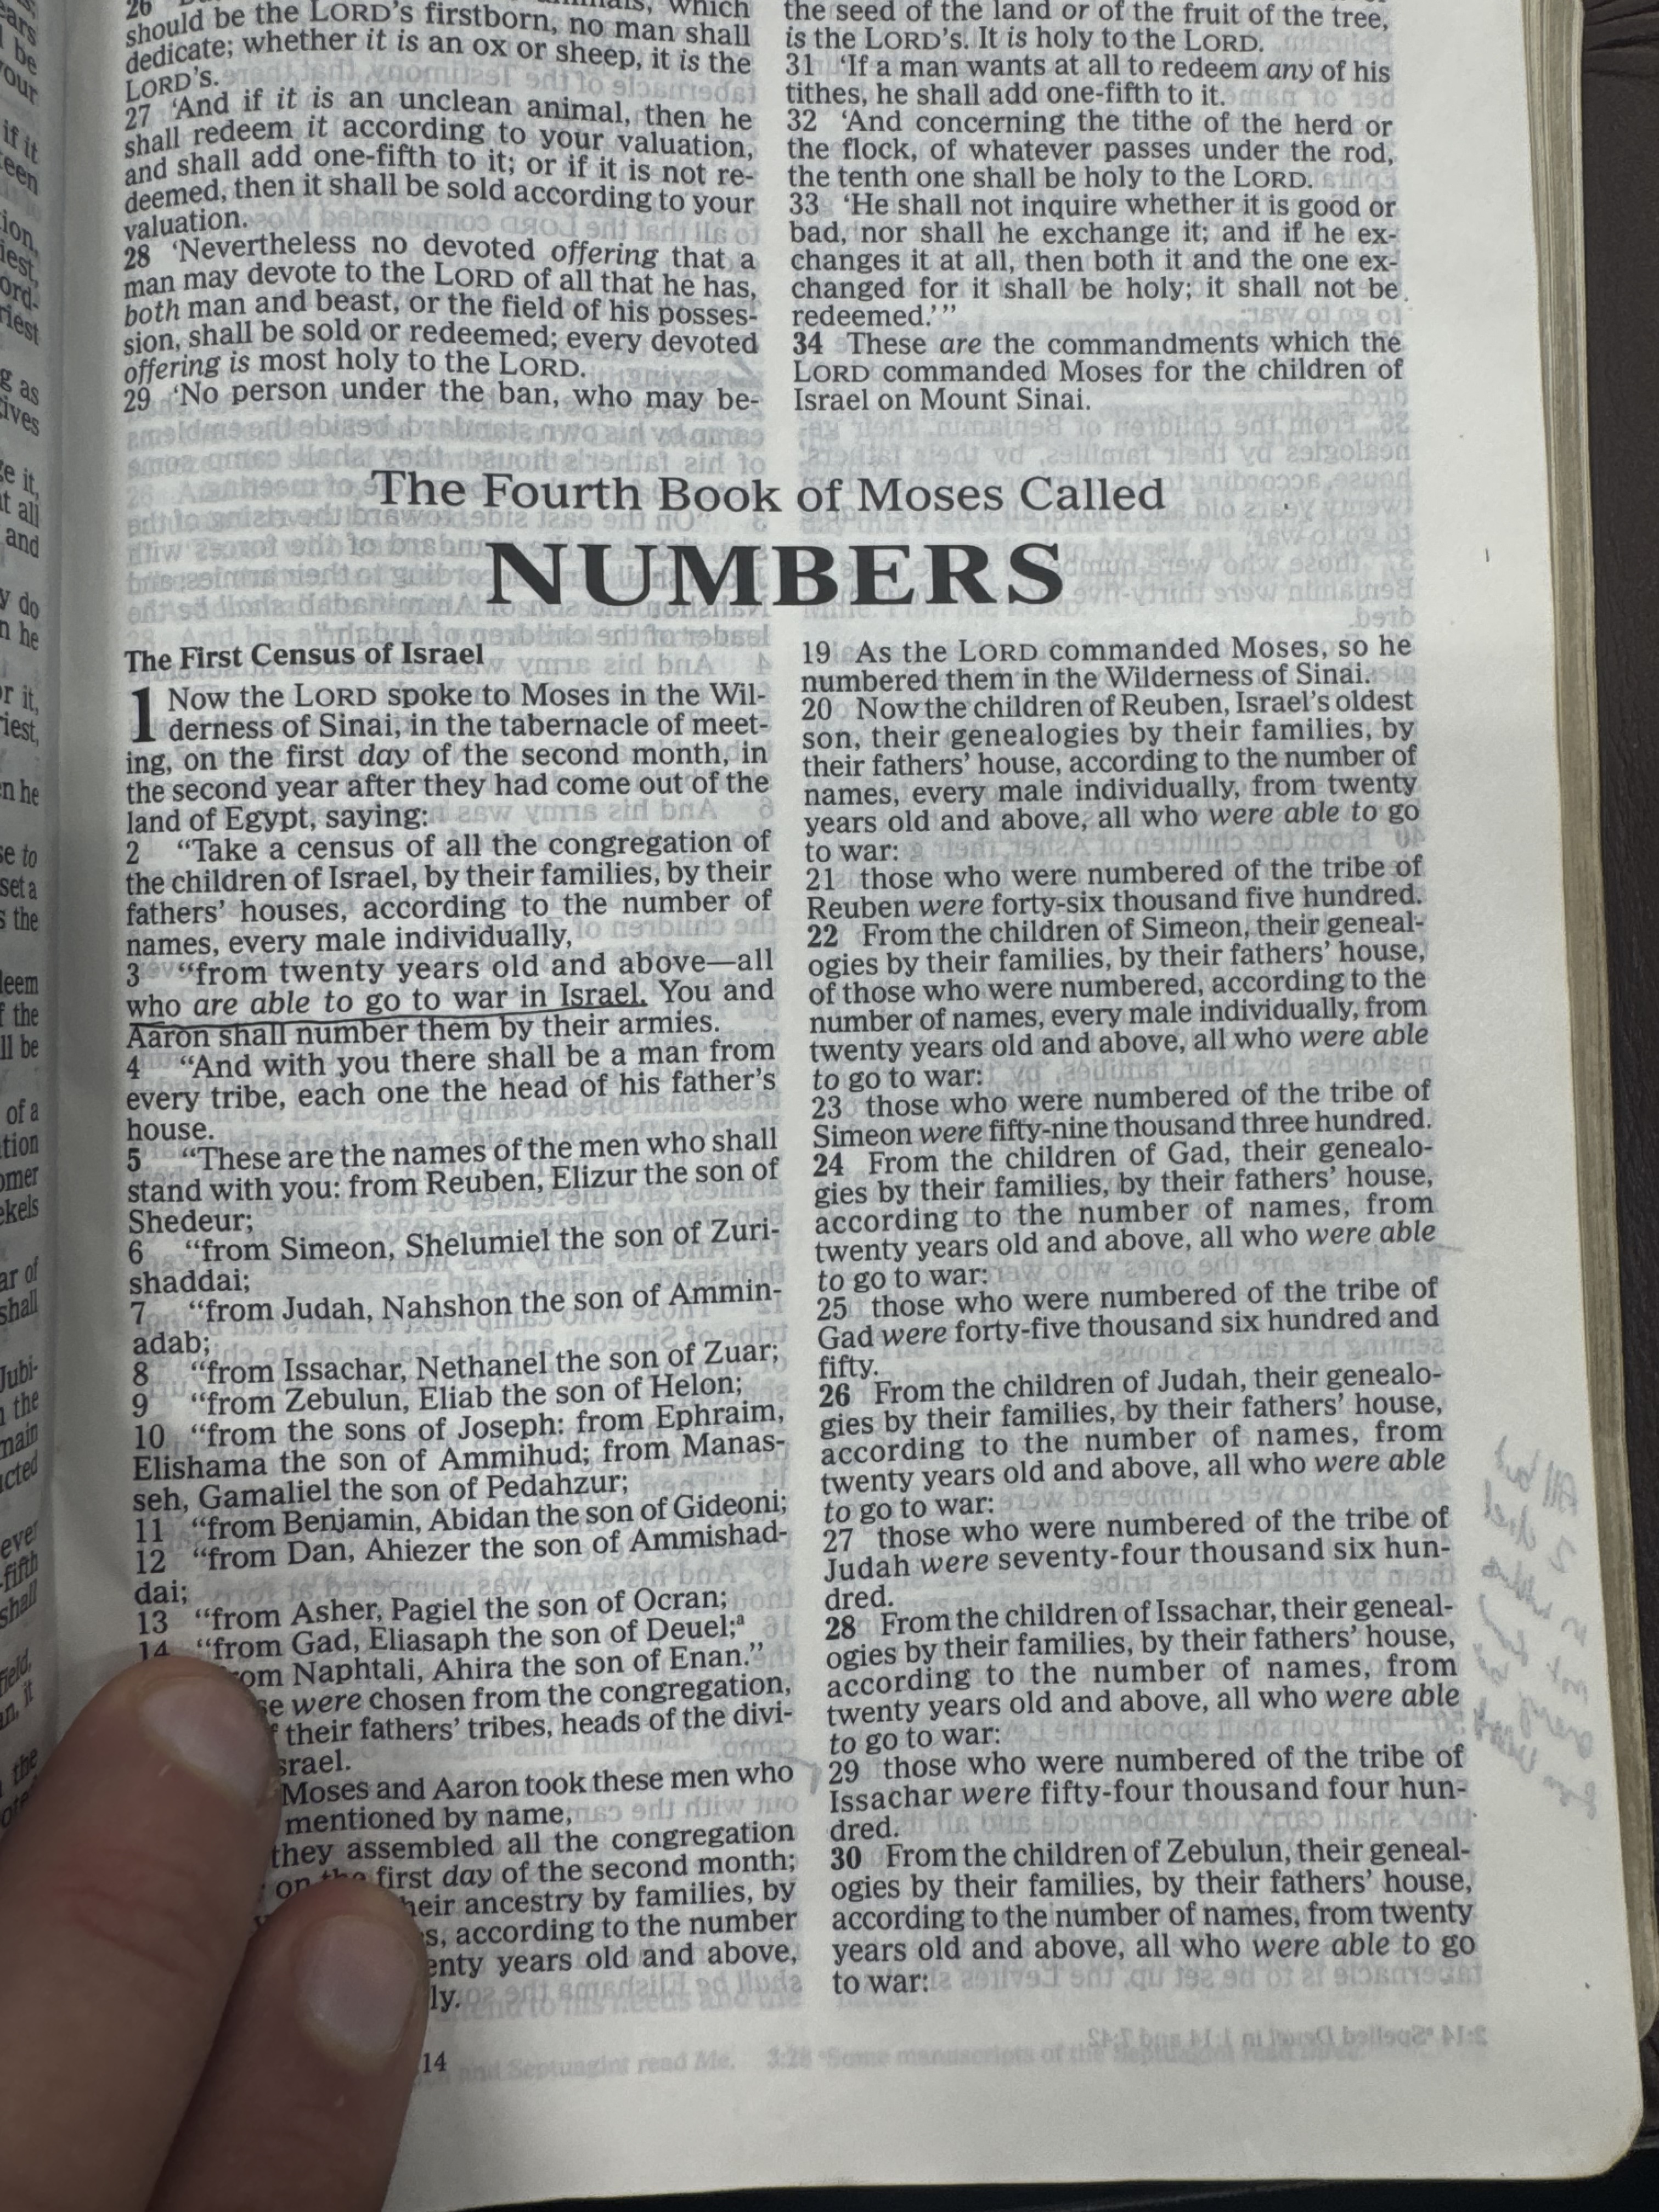 should be the LORD's firstborn, no man shall
dedicate; whether it is an ox or sheep, it is the
LORD's.
27 ‘And if it is an unclean animal, then he
shall redeem it according to your valuation,
and shall add one-fifth to it; or if it is not re-
deemed, then it shall be sold according to your
valuation.
28 ‘Nevertheless no devoted offering that a
man may devote to the LORD of all that he has,
both man and beast, or the field of his posses-
sion, shall be sold or redeemed; every devoted
offering is most holy to the LORD.
29 ‘No person under the ban, who may be-
the seed of the land or of the fruit of the tree,
is the LORD's. It is holy to the LORD.
31 ‘If a man wants at all to redeem any of his
tithes, he shall add one-fifth to it.
32 ‘And concerning the tithe of the herd or
the flock, of whatever passes under the rod,
the tenth one shall be holy to the LORD.
33 ‘He shall not inquire whether it is good or
bad, nor shall he exchange it; and if he ex-
changes it at all, then both it and the one ex-
changed for it shall be holy; it shall not be
redeemed.’”
34 These are the commandments which the
LORD commanded Moses for the children of
Israel on Mount Sinai.
The Fourth Book of Moses Called
NUMBERS
The First Census of Israel
1 Now the LORD spoke to Moses in the Wil-
derness of Sinai, in the tabernacle of meet-
ing, on the first day of the second month, in
the second year after they had come out of the
land of Egypt, saying:
2 “Take a census of all the congregation of
the children of Israel, by their families, by their
fathers’ houses, according to the number of
names, every male individually,
3 “from twenty years old and above—all
who are able to go to war in Israel. You and
Aaron shall number them by their armies.
4 “And with you there shall be a man from
every tribe, each one the head of his father’s
house.
5 “These are the names of the men who shall
stand with you: from Reuben, Elizur the son of
Shedeur;
6 “from Simeon, Shelumiel the son of Zuri-
shaddai;
7 “from Judah, Nahshon the son of Ammin-
adab;
8 “from Issachar, Nethanel the son of Zuar;
9 “from Zebulun, Eliab the son of Helon;
10 “from the sons of Joseph: from Ephraim,
Elishama the son of Ammihud; from Manas-
seh, Gamaliel the son of Pedahzur;
11 “from Benjamin, Abidan the son of Gideoni;
12 “from Dan, Ahiezer the son of Ammishad-
dai;
13 “from Asher, Pagiel the son of Ocran;
14 “from Gad, Eliasaph the son of Deuel;a
om Naphtali, Ahira the son of Enan.”
se were chosen from the congregation,
their fathers’ tribes, heads of the divi-
srael.
Moses and Aaron took these men who
mentioned by name,
they assembled all the congregation
on the first day of the second month;
heir ancestry by families, by
s, according to the number
enty years old and above,
ly.
19 As the LORD commanded Moses, so he
numbered them in the Wilderness of Sinai.
20 Now the children of Reuben, Israel’s oldest
son, their genealogies by their families, by
their fathers’ house, according to the number of
names, every male individually, from twenty
years old and above, all who were able to go
to war:
21 those who were numbered of the tribe of
Reuben were forty-six thousand five hundred.
22 From the children of Simeon, their geneal-
ogies by their families, by their fathers’ house,
of those who were numbered, according to the
number of names, every male individually, from
twenty years old and above, all who were able
to go to war:
23 those who were numbered of the tribe of
Simeon were fifty-nine thousand three hundred.
24 From the children of Gad, their genealo-
gies by their families, by their fathers’ house,
according to the number of names, from
twenty years old and above, all who were able
to go to war:
25 those who were numbered of the tribe of
Gad were forty-five thousand six hundred and
fifty.
26 From the children of Judah, their genealo-
gies by their families, by their fathers’ house,
according to the number of names, from
twenty years old and above, all who were able
to go to war:
27 those who were numbered of the tribe of
Judah were seventy-four thousand six hun-
dred.
28 From the children of Issachar, their geneal-
ogies by their families, by their fathers’ house,
according to the number of names, from
twenty years old and above, all who were able
to go to war:
29 those who were numbered of the tribe of
Issachar were fifty-four thousand four hun-
dred.
30 From the children of Zebulun, their geneal-
ogies by their families, by their fathers’ house,
according to the number of names, from twenty
years old and above, all who were able to go
to war:
14